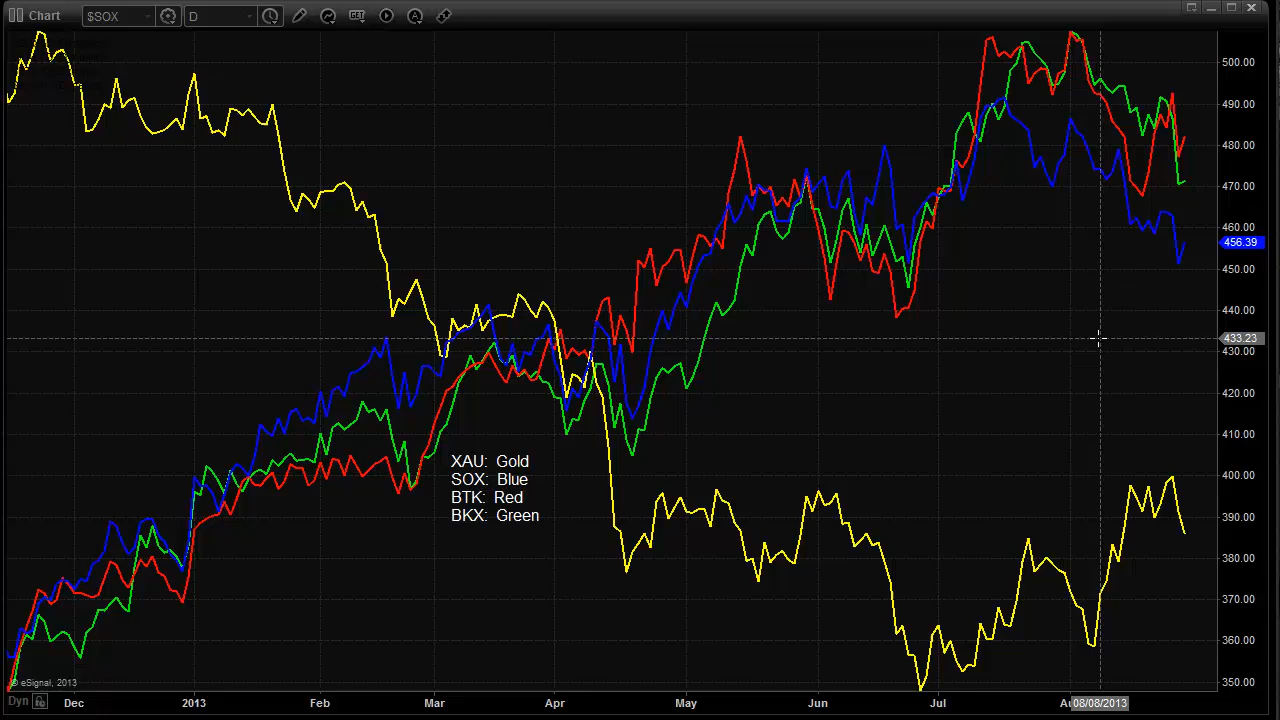 Chart $SOX D GET A
500.00
490.00
480.00
470.00
460.00
456.39
450.00
440.00
433.23
430.00
420.00
410.00
XAU: Gold
SOX: Blue
BTK: Red
BKX: Green
400.00
390.00
380.00
370.00
360.00
350.00
© eSignal, 2013
Dyn Dec 2013 Feb Mar Apr May Jun Jul 08/08/2013